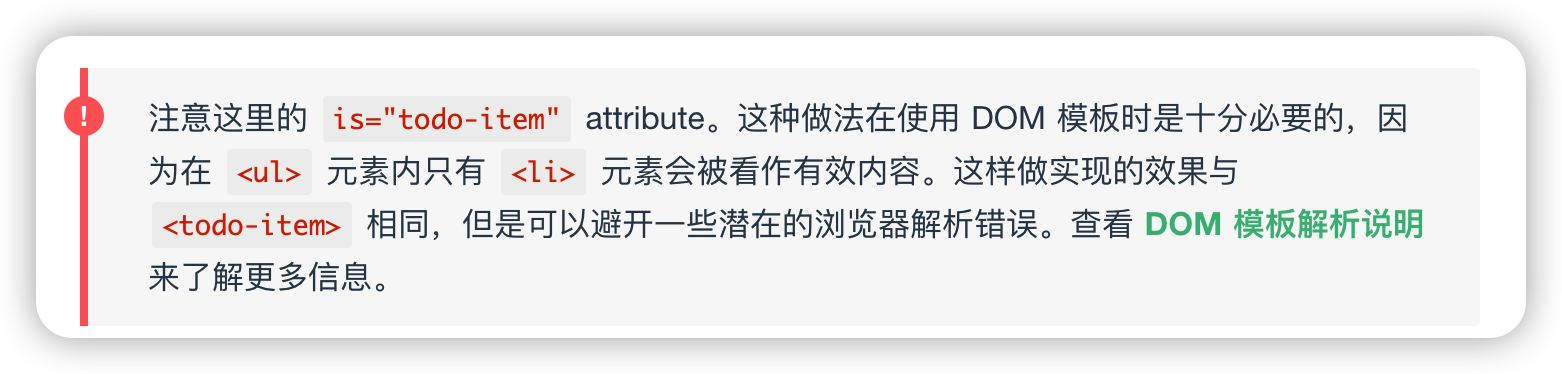 注意这里的 is="todo-item" attribute。这种做法在使用 DOM 模板时是十分必要的，因
为在 <ul> 元素内只有 <li> 元素会被看作有效内容。这样做实现的效果与
<todo-item> 相同，但是可以避开一些潜在的浏览器解析错误。查看 DOM 模板解析说明
来了解更多信息。